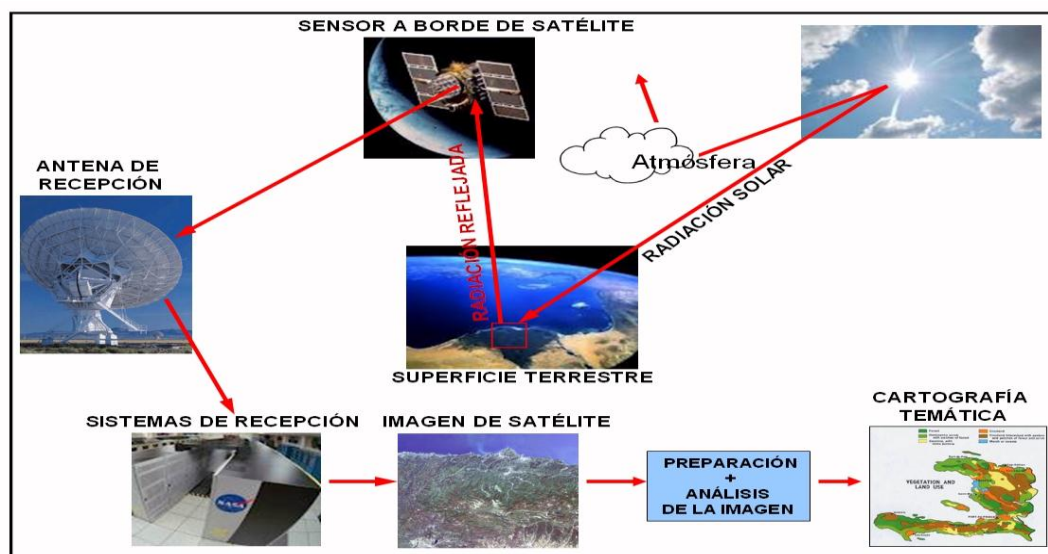 SENSOR A BORDE DE SATÉLITE
Atmósfera
RADIACIÓN SOLAR
ANTENA DE
RECEPCIÓN
RADIACIÓN REFLEJADA
SUPERFICIE TERRESTRE
SISTEMAS DE RECEPCIÓN
NASA
IMAGEN DE SATÉLITE
PREPARACIÓN
+
ANÁLISIS
DE LA IMAGEN
CARTOGRAFÍA
TEMÁTICA
VEGETATION AND
LAND USE